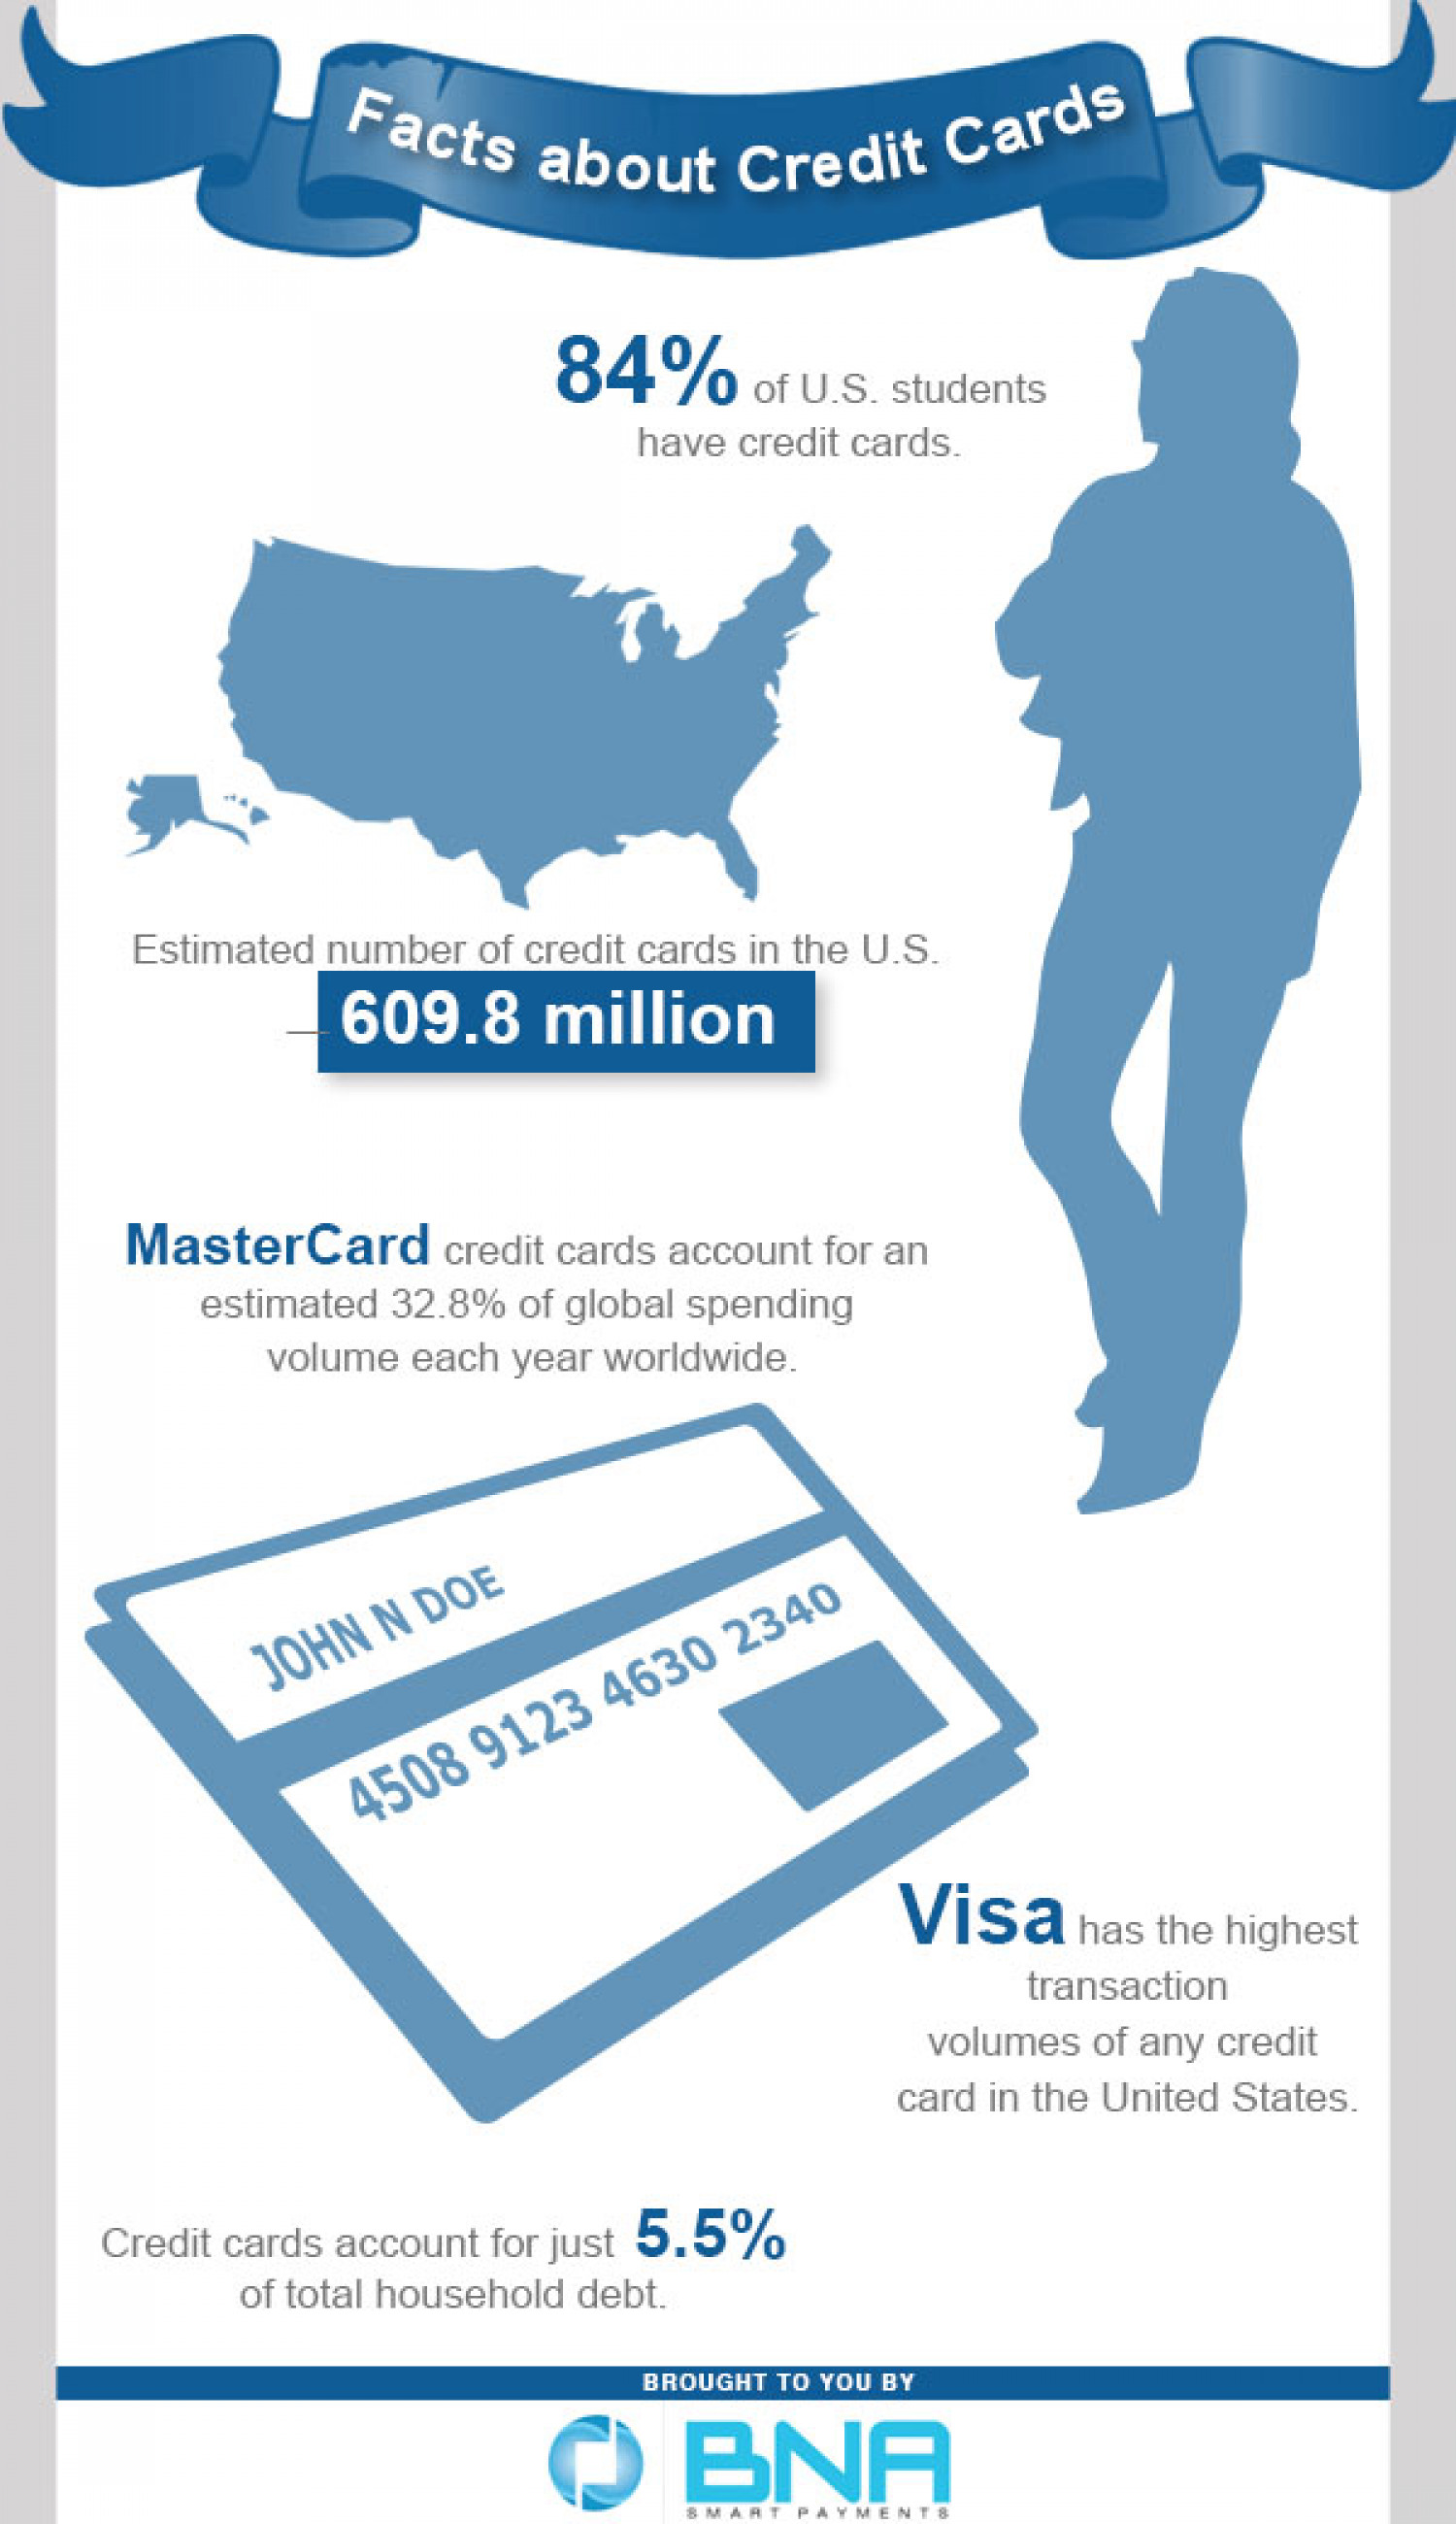 Facts about Credit Cards
84% of U.S. students
have credit cards.
Estimated number of credit cards in the U.S.
609.8 million
MasterCard credit cards account for an
estimated 32.8% of global spending
volume each year worldwide.
JOHN N DOE
4508 9123 4630 2340
Visa has the highest
transaction
volumes of any credit
card in the United States.
Credit cards account for just 5.5%
of total household debt.
BROUGHT TO YOU BY
BNA
SMART PAYMENTS